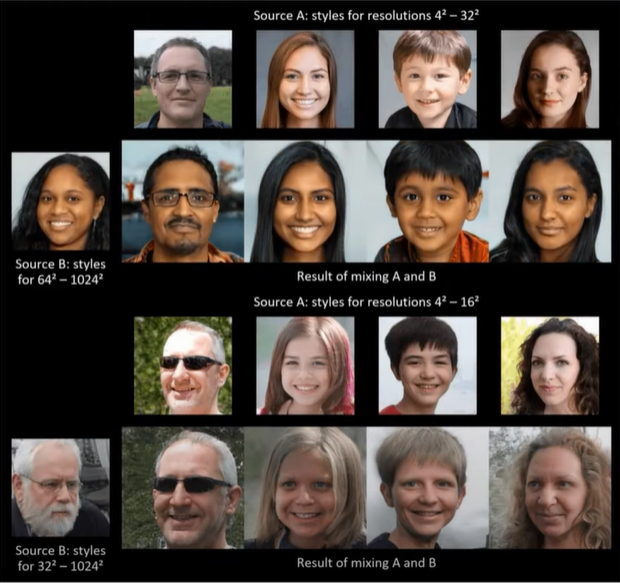 Source A: styles for resolutions 4² – 32²
Source B: styles
for 64² – 1024²
Result of mixing A and B
Source A: styles for resolutions 4² – 16²
Source B: styles
for 32² – 1024²
Result of mixing A and B